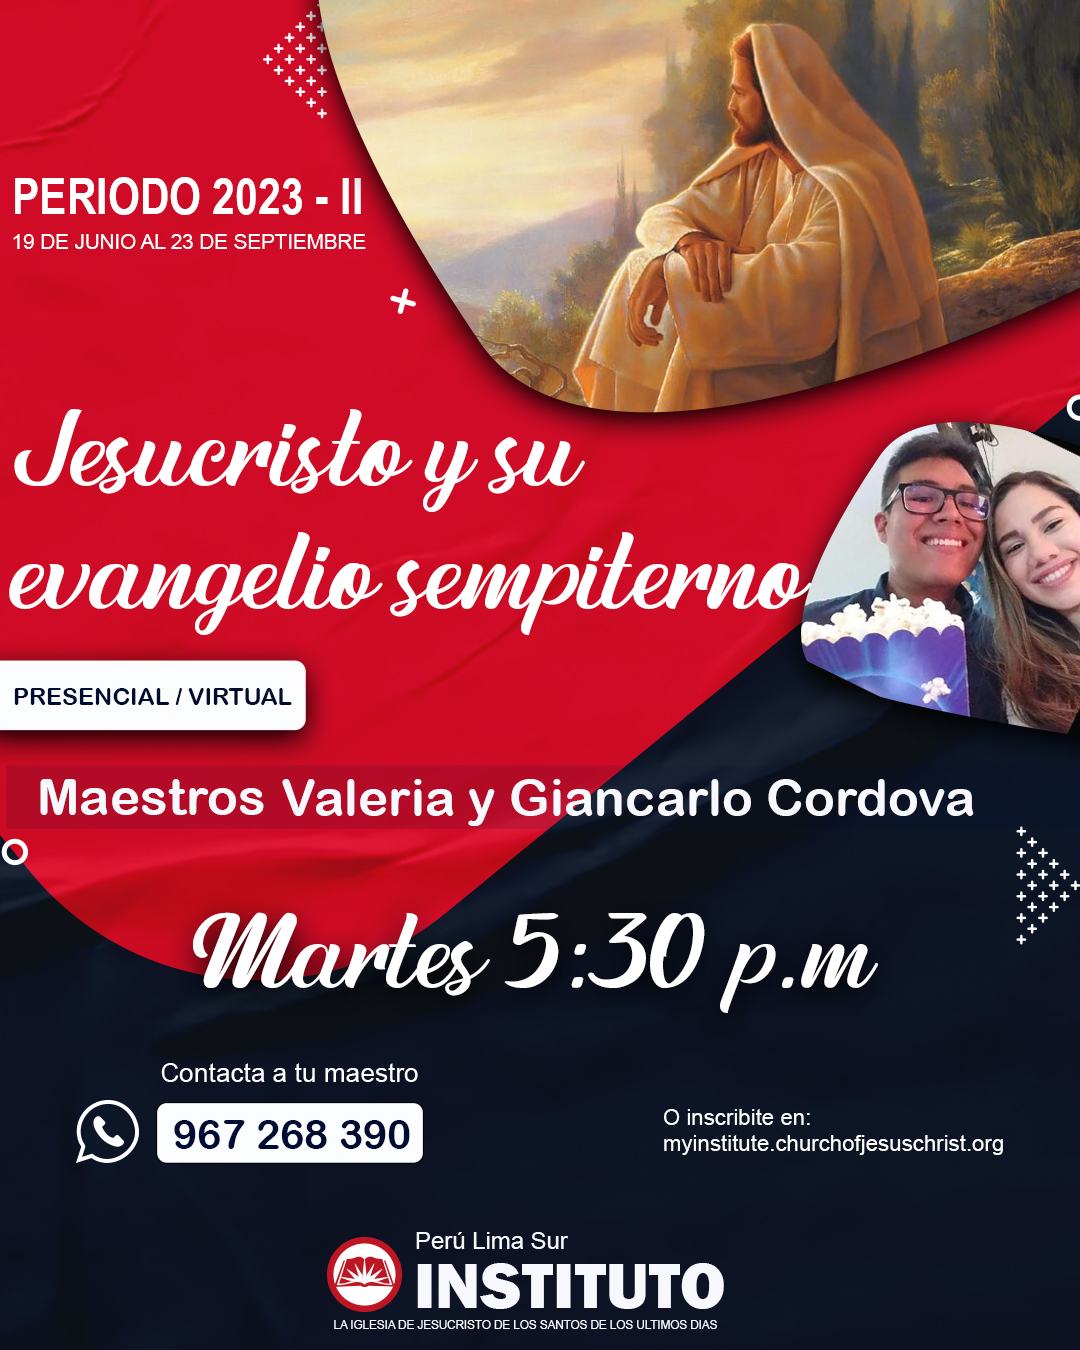 PERIODO 2023 - II
19 DE JUNIO AL 23 DE SEPTIEMBRE
Jesucristo y su
evangelio sempiterno
PRESENCIAL / VIRTUAL
Maestros Valeria y Giancarlo Cordova
Martes 5:30 p.m
Contacta a tu maestro
967 268 390
O inscribite en:
myinstitute.churchofjesuschrist.org
Perú Lima Sur
INSTITUTO
LA IGLESIA DE JESUCRISTO DE LOS SANTOS DE LOS ULTIMOS DIAS